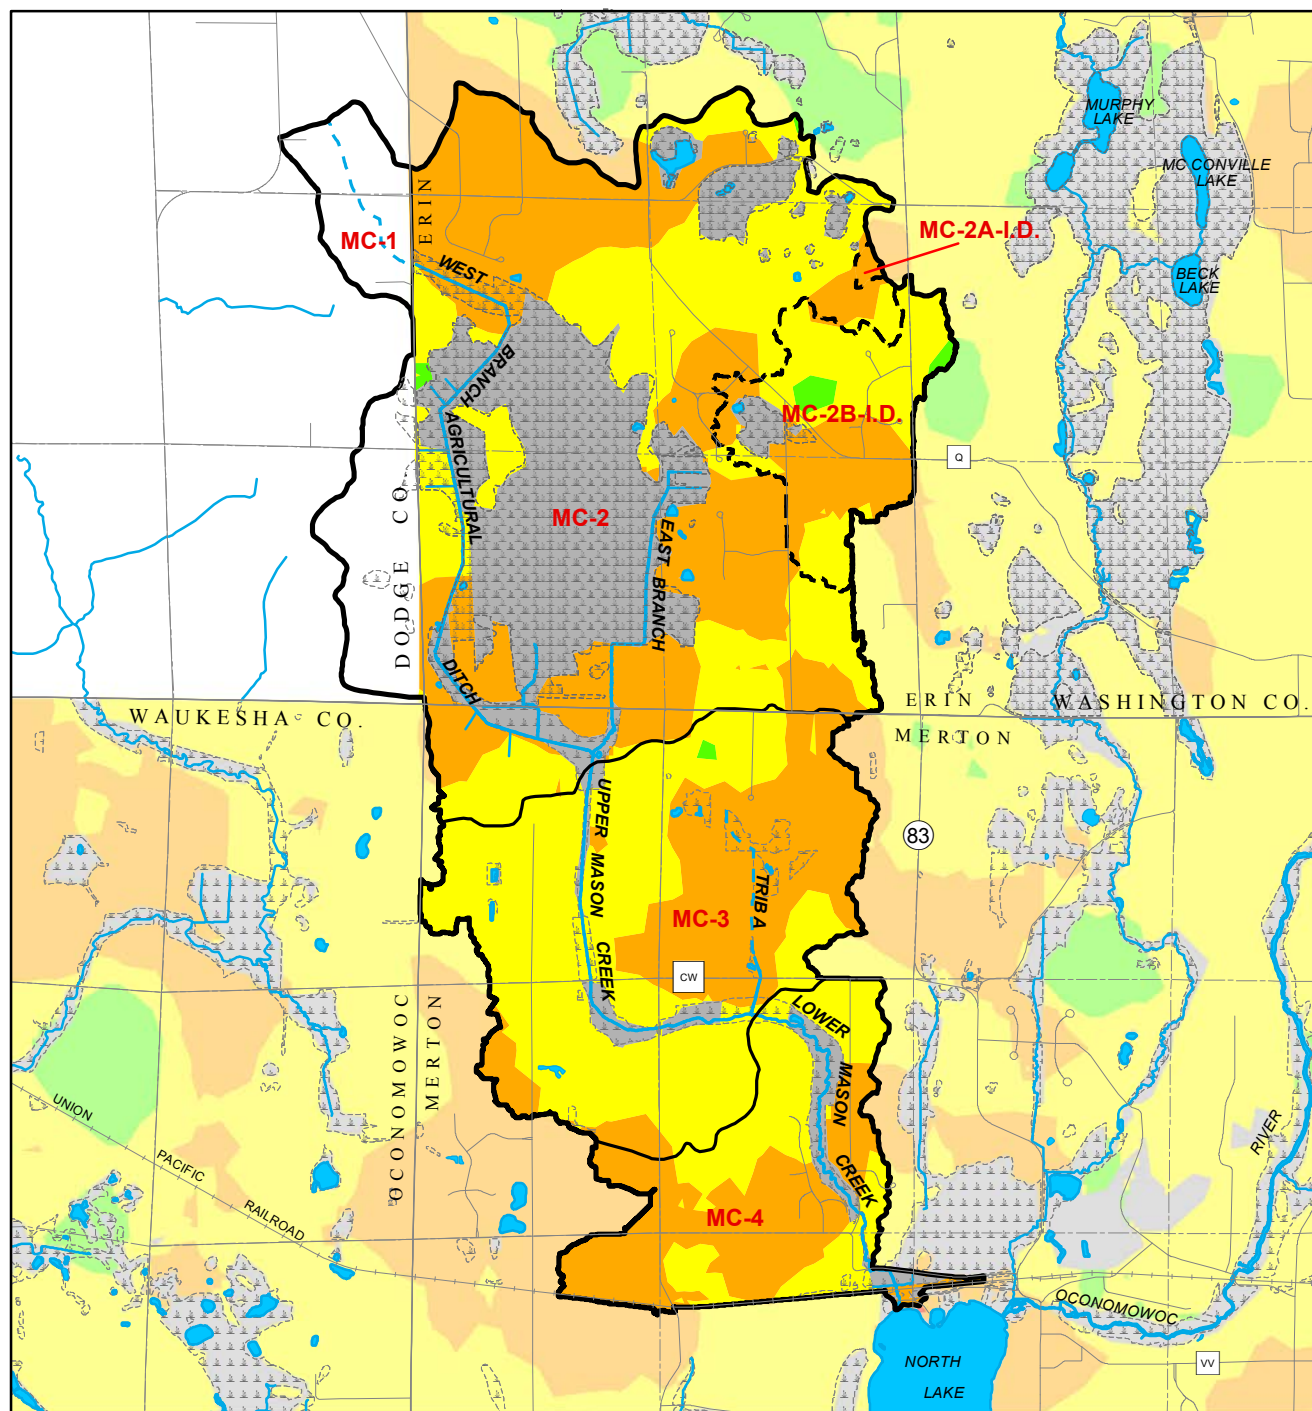 MURPHY
LAKE
MC CONVILLE
LAKE
BECK
LAKE
MC-1
ERIN
WEST
BRANCH
MC-2A-I.D.
MC-2B-I.D.
AGRICULTURAL
DITCH
MC-2
EAST BRANCH
Q
DODGE CO.
WAUKESHA CO.
ERIN
WASHINGTON CO.
MERTON
83
UPPER MASON CREEK
TRIB A
MC-3
CW
LOWER
MASON
CREEK
OCONOMOWOC
MERTON
UNION
PACIFIC
RAILROAD
MC-4
RIVER
OCONOMOWOC
NORTH
LAKE
VV